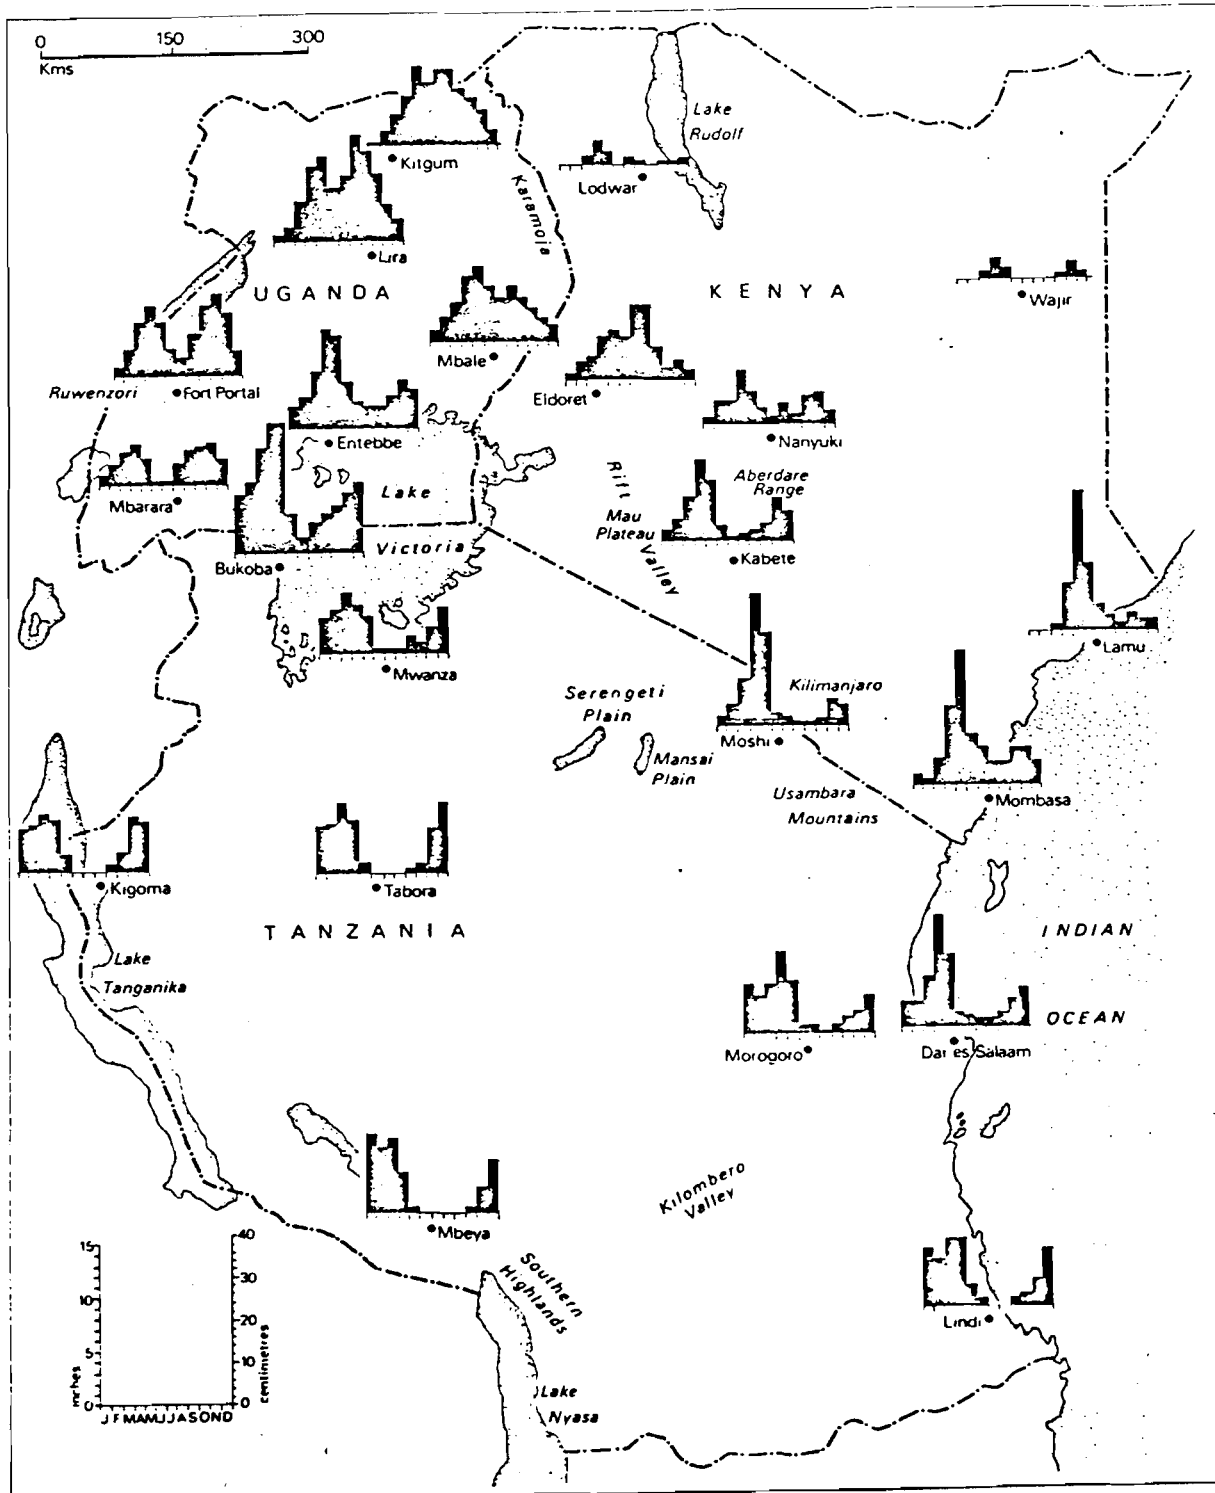 0 150 300
Kms
Lake
Rudolf
Kitgum
Karamoja
Lodwar
Lira
UGANDA
KENYA
Wajir
Mbale
Ruwenzori
Fort Portal
Eldoret
Entebbe
Nanyuki
Mbarara
Lake
Victoria
Rift
Valley
Mau
Plateau
Aberdare
Range
Kabete
Bukoba
Lamu
Mwanza
Serengeti
Plain
Kilimanjaro
Moshi
Mansai
Plain
Usambara
Mountains
Mombasa
Kigoma
Tabora
TANZANIA
INDIAN
OCEAN
Lake
Tanganika
Morogoro
Dar es Salaam
Kilombero
Valley
Mbeya
Southern
Highlands
Lindi
Lake
Nyasa
15
10
5
0
inches
40
30
20
10
0
centimetres
J F M A M J J A S O N D